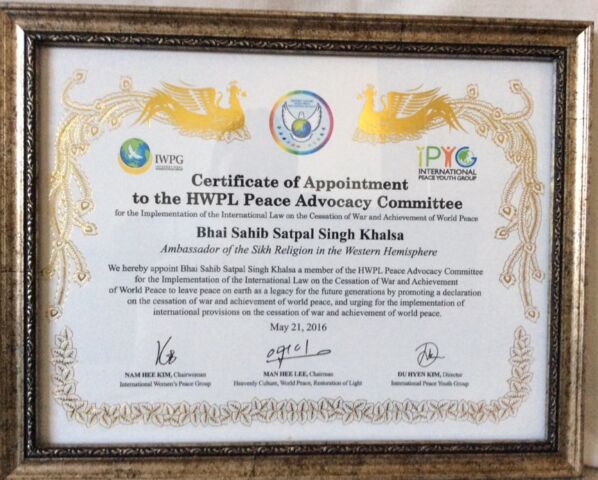 IWPG
iPYG
INTERNATIONAL
PEACE YOUTH GROUP
Certificate of Appointment
to the HWPL Peace Advocacy Committee
for the Implementation of the International Law on the Cessation of War and Achievement of World Peace
Bhai Sahib Satpal Singh Khalsa
Ambassador of the Sikh Religion in the Western Hemisphere
We hereby appoint Bhai Sahib Satpal Singh Khalsa a member of the HWPL Peace Advocacy Committee
for the Implementation of the International Law on the Cessation of War and Achievement
of World Peace to leave peace on earth as a legacy for the future generations by promoting a declaration
on the cessation of war and achievement of world peace, and urging for the implementation of
international provisions on the cessation of war and achievement of world peace.
May 21, 2016
NAM HEE KIM, Chairwoman
International Women's Peace Group
MAN HEE LEE, Chairman
Heavenly Culture, World Peace, Restoration of Light
DU HYEN KIM, Director
International Peace Youth Group